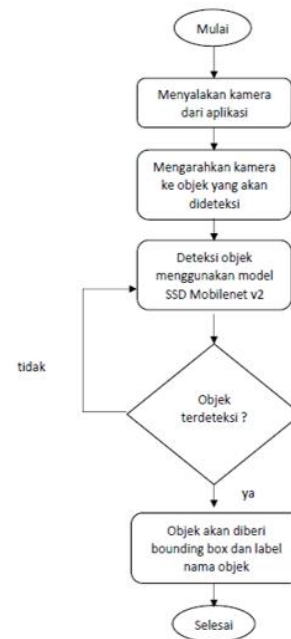 Mulai
Menyalakan kamera
dari aplikasi
Mengarahkan kamera
ke objek yang akan
dideteksi
Deteksi objek
menggunakan model
SSD Mobilenet v2
tidak
Objek
terdeteksi ?
ya
Objek akan diberi
bounding box dan label
nama objek
Selesai